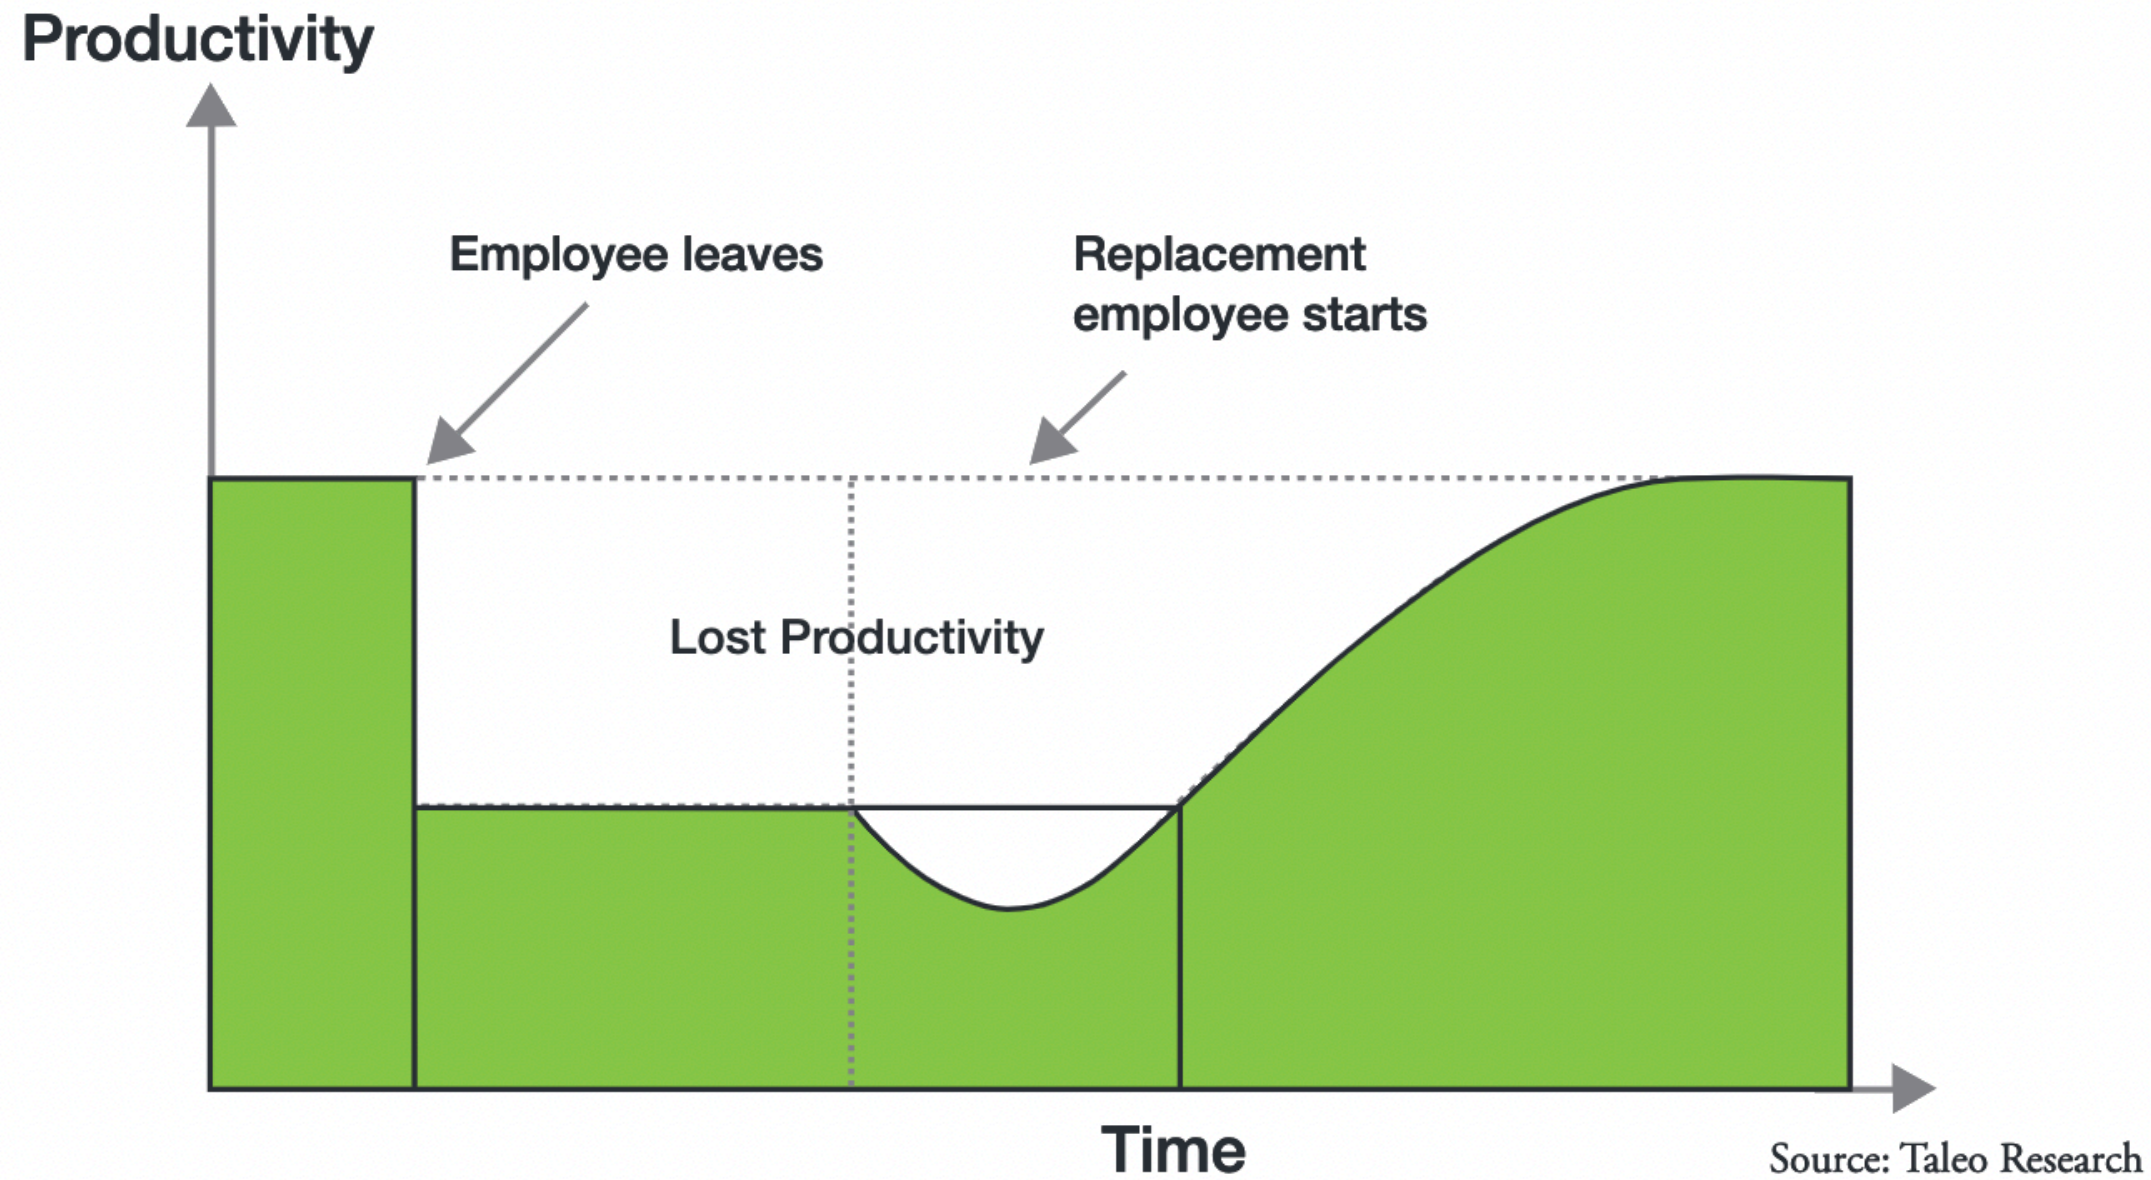 Productivity
Employee leaves
Replacement
employee starts
Lost Productivity
Time
Source: Taleo Research